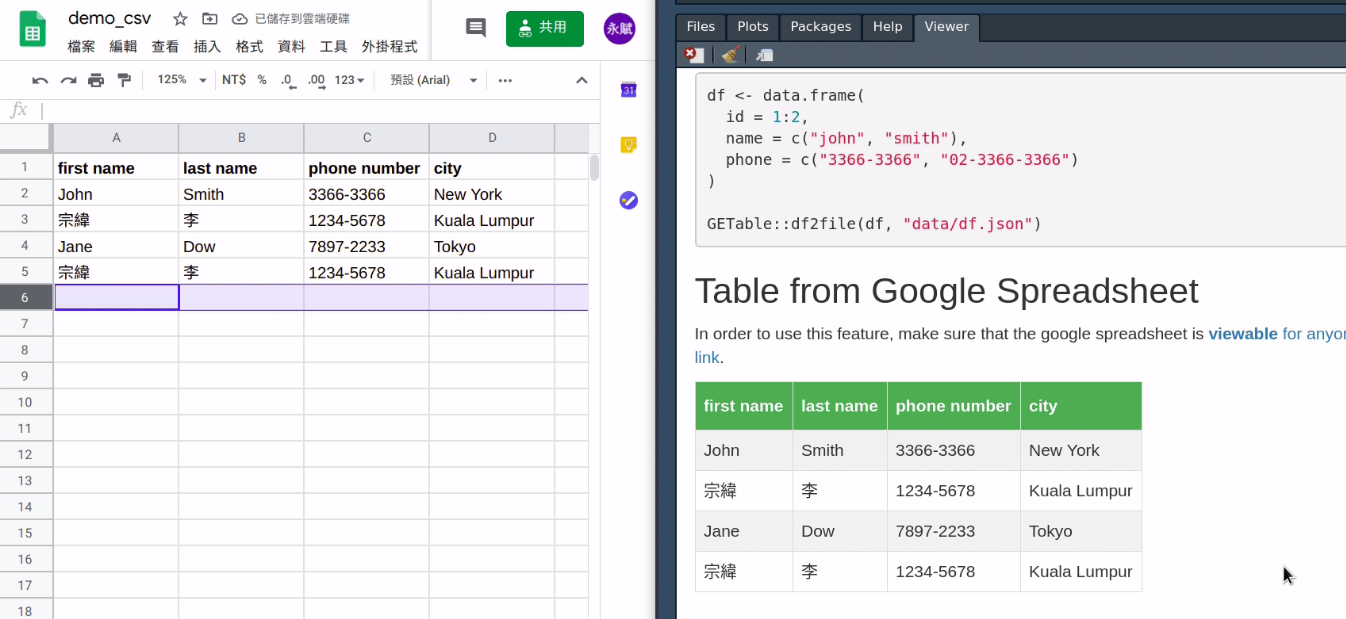 demo_csv 已儲存到雲端硬碟
檔案 編輯 查看 插入 格式 資料 工具 外掛程式
共用
永賦
125% NT$ % .0 .00 123 預設 (Arial) ...
fx
31
A B C D
1 first name last name phone number city
2 John Smith 3366-3366 New York
3 宗緯 李 1234-5678 Kuala Lumpur
4 Jane Dow 7897-2233 Tokyo
5 宗緯 李 1234-5678 Kuala Lumpur
6
7
8
9
10
11
12
13
14
15
16
17
18
Files Plots Packages Help Viewer
df <- data.frame(
id = 1:2,
name = c("john", "smith"),
phone = c("3366-3366", "02-3366-3366")
)
GETable::df2file(df, "data/df.json")
Table from Google Spreadsheet
In order to use this feature, make sure that the google spreadsheet is viewable for anyor
link.
first name last name phone number city
John Smith 3366-3366 New York
宗緯 李 1234-5678 Kuala Lumpur
Jane Dow 7897-2233 Tokyo
宗緯 李 1234-5678 Kuala Lumpur